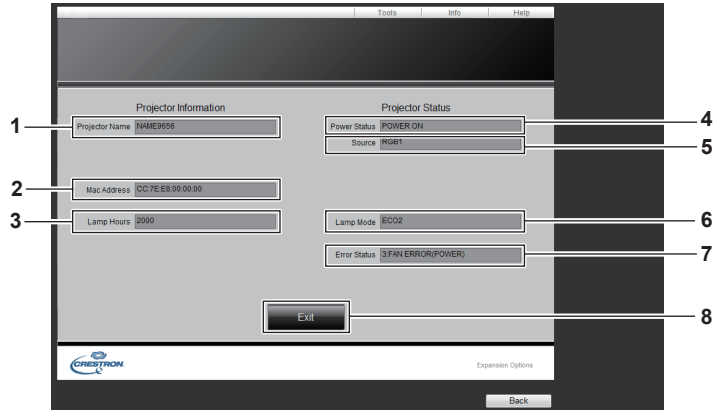 Tools Info Help
Projector Information Projector Status
1 Projector Name NAME9656 Power Status POWER ON 4
Source RGB1 5
2 Mac Address CC:7E:E8:00:00:00
3 Lamp Hours 2000 Lamp Mode ECO2 6
Error Status 3:FAN ERROR(POWER) 7
Exit 8
CRESTRON Expansion Options
Back